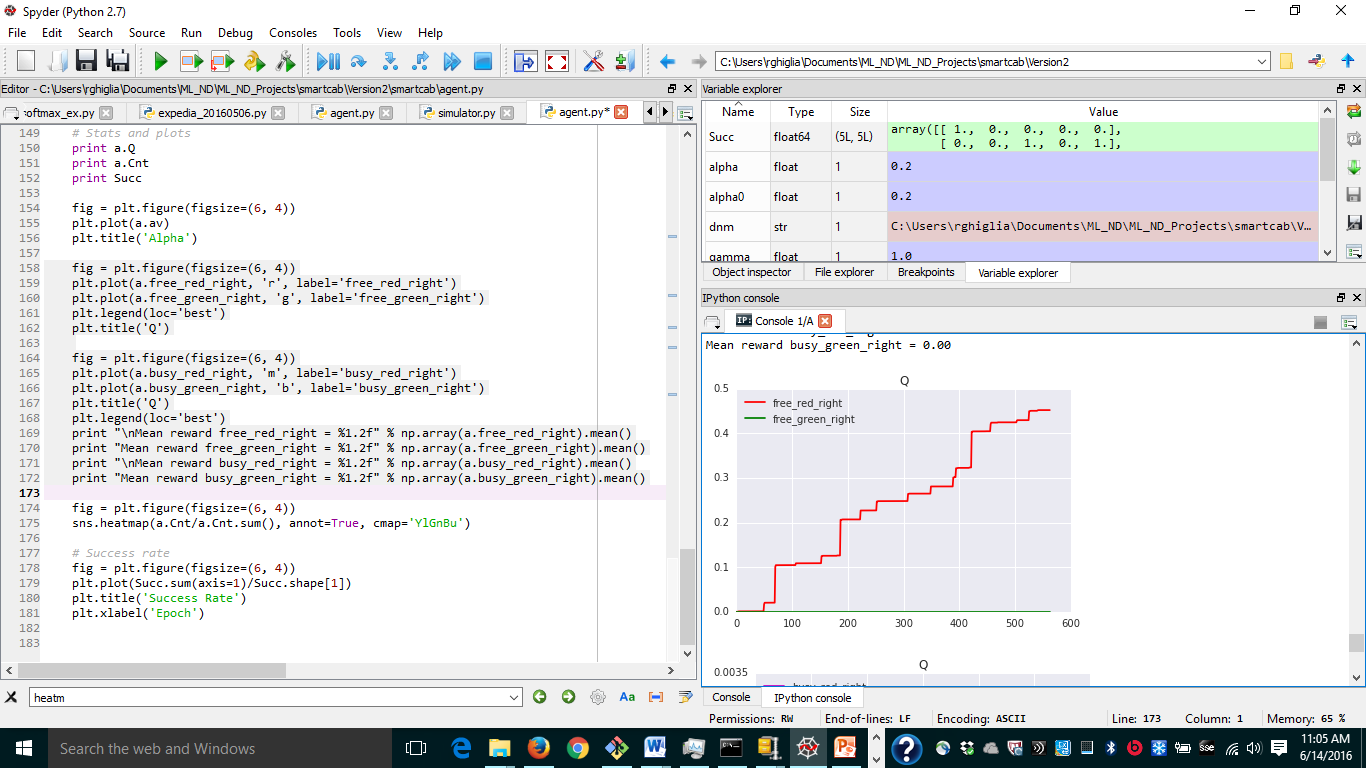 Spyder (Python 2.7)
File Edit Search Source Run Debug Consoles Tools View Help
C:\Users\rghiglia\Documents\ML_ND\ML_ND_Projects\smartcab\Version2
Editor - C:\Users\rghiglia\Documents\ML_ND\ML_ND_Projects\smartcab\Version2\smartcab\agent.py
softmax_ex.py expedia_20160506.py agent.py simulator.py agent.py*
149 # Stats and plots
150 print a.Q
151 print a.Cnt
152 print Succ
153
154 fig = plt.figure(figsize=(6, 4))
155 plt.plot(a.av)
156 plt.title('Alpha')
157
158 fig = plt.figure(figsize=(6, 4))
159 plt.plot(a.free_red_right, 'r', label='free_red_right')
160 plt.plot(a.free_green_right, 'g', label='free_green_right')
161 plt.legend(loc='best')
162 plt.title('Q')
163
164 fig = plt.figure(figsize=(6, 4))
165 plt.plot(a.busy_red_right, 'm', label='busy_red_right')
166 plt.plot(a.busy_green_right, 'b', label='busy_green_right')
167 plt.title('Q')
168 plt.legend(loc='best')
169 print "\nMean reward free_red_right = %1.2f" % np.array(a.free_red_right).mean()
170 print "Mean reward free_green_right = %1.2f" % np.array(a.free_green_right).mean()
171 print "\nMean reward busy_red_right = %1.2f" % np.array(a.busy_red_right).mean()
172 print "Mean reward busy_green_right = %1.2f" % np.array(a.busy_green_right).mean()
173
174 fig = plt.figure(figsize=(6, 4))
175 sns.heatmap(a.Cnt/a.Cnt.sum(), annot=True, cmap='YlGnBu')
176
177 # Success rate
178 fig = plt.figure(figsize=(6, 4))
179 plt.plot(Succ.sum(axis=1)/Succ.shape[1])
180 plt.title('Success Rate')
181 plt.xlabel('Epoch')
182
183
heatm
Aa
Variable explorer
Name Type Size Value
Succ float64 (5L, 5L) array([[ 1., 0., 0., 0., 0.],
[ 0., 0., 1., 0., 1.],
alpha float 1 0.2
alpha0 float 1 0.2
dnm str 1 C:\Users\rghiglia\Documents\ML_ND\ML_ND_Projects\smartcab\V...
gamma float 1 1.0
Object inspector File explorer Breakpoints Variable explorer
IPython console
IP: Console 1/A
Mean reward busy_green_right = 0.00
Q
0.5
free_red_right
free_green_right
0.4
0.3
0.2
0.1
0.0
0 100 200 300 400 500 600
Q
0.0035
busy_red_right
Console IPython console
Permissions: RW End-of-lines: LF Encoding: ASCII Line: 173 Column: 1 Memory: 65 %
Search the web and Windows
11:05 AM
6/14/2016